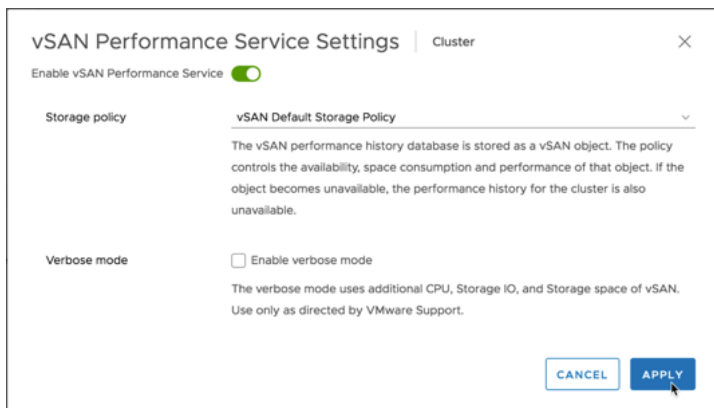 vSAN Performance Service Settings | Cluster
Enable vSAN Performance Service
Storage policy
vSAN Default Storage Policy
The vSAN performance history database is stored as a vSAN object. The policy
controls the availability, space consumption and performance of that object. If the
object becomes unavailable, the performance history for the cluster is also
unavailable.
Verbose mode
Enable verbose mode
The verbose mode uses additional CPU, Storage IO, and Storage space of vSAN.
Use only as directed by VMware Support.
CANCEL APPLY